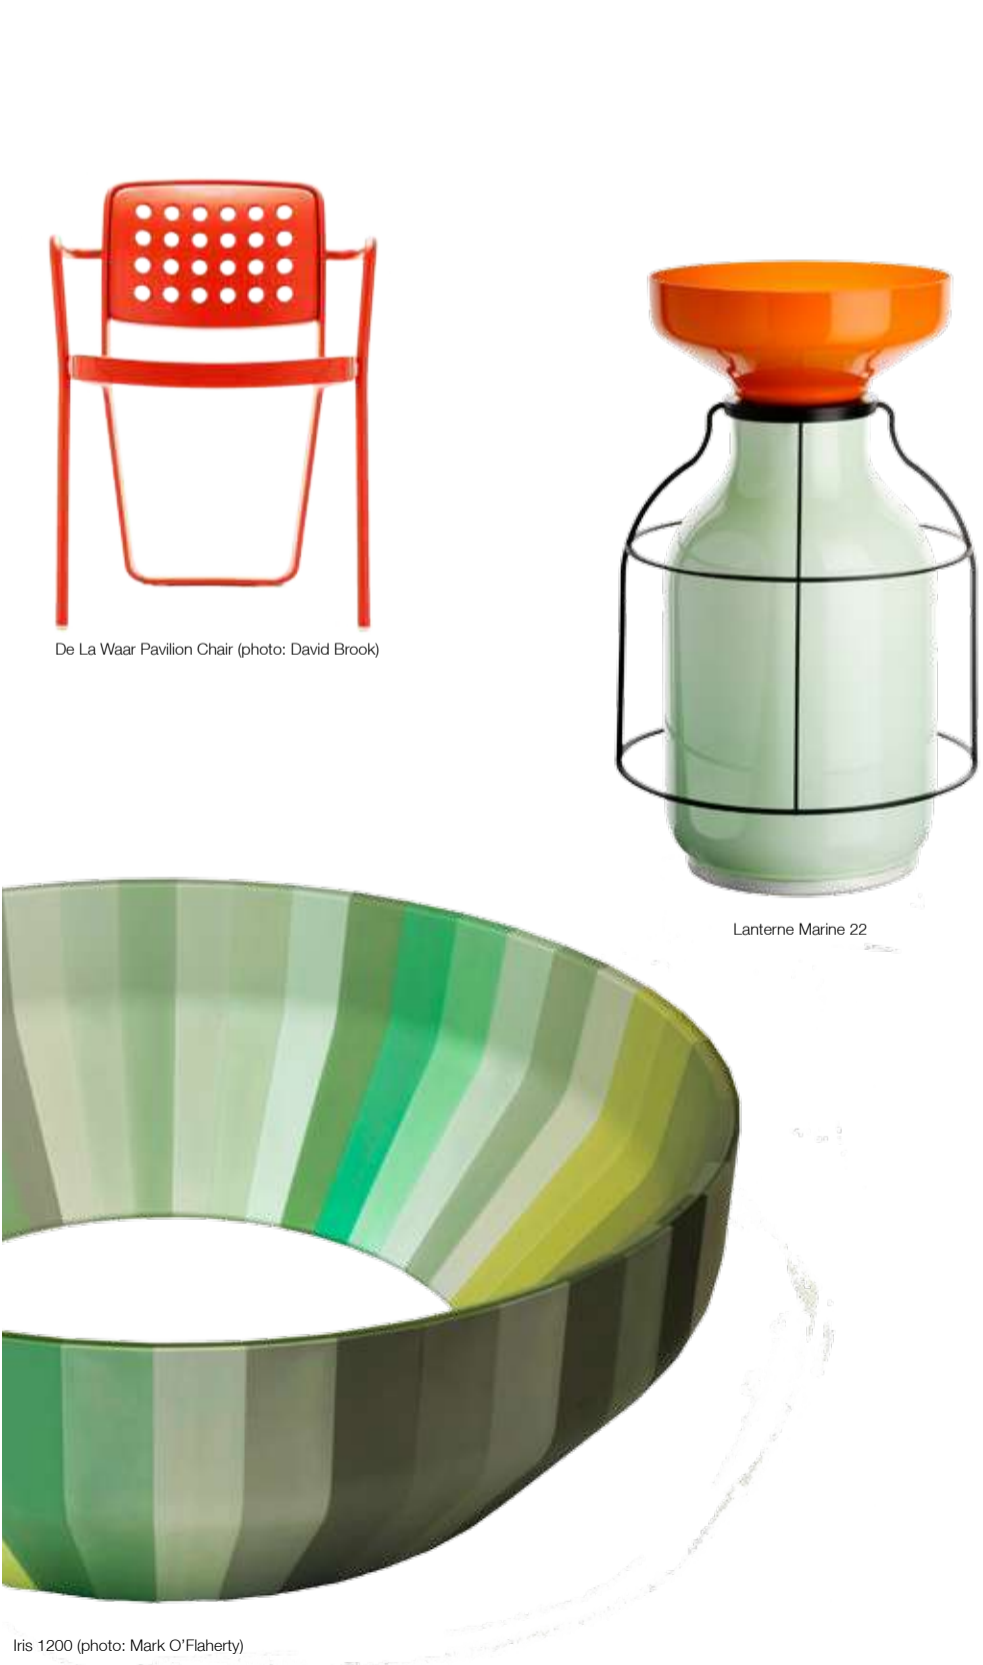 De La Waar Pavilion Chair (photo: David Brook)
Lanterne Marine 22
Iris 1200 (photo: Mark O'Flaherty)